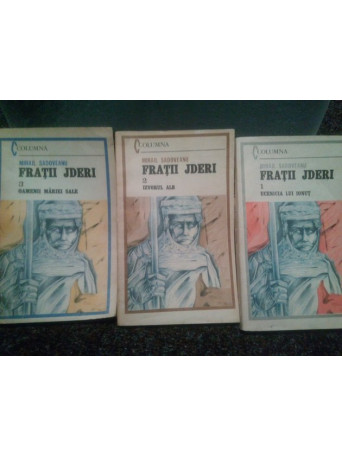 COLUMNA
MIHAIL SADOVEANU
FRAȚII JDERI
III
OAMENII MĂRIEI SALE
COLUMNA
MIHAIL SADOVEANU
FRAȚII JDERI
II
IZVORUL ALB
COLUMNA
MIHAIL SADOVEANU
FRAȚII JDERI
I
UCENICIA LUI IONUȚ